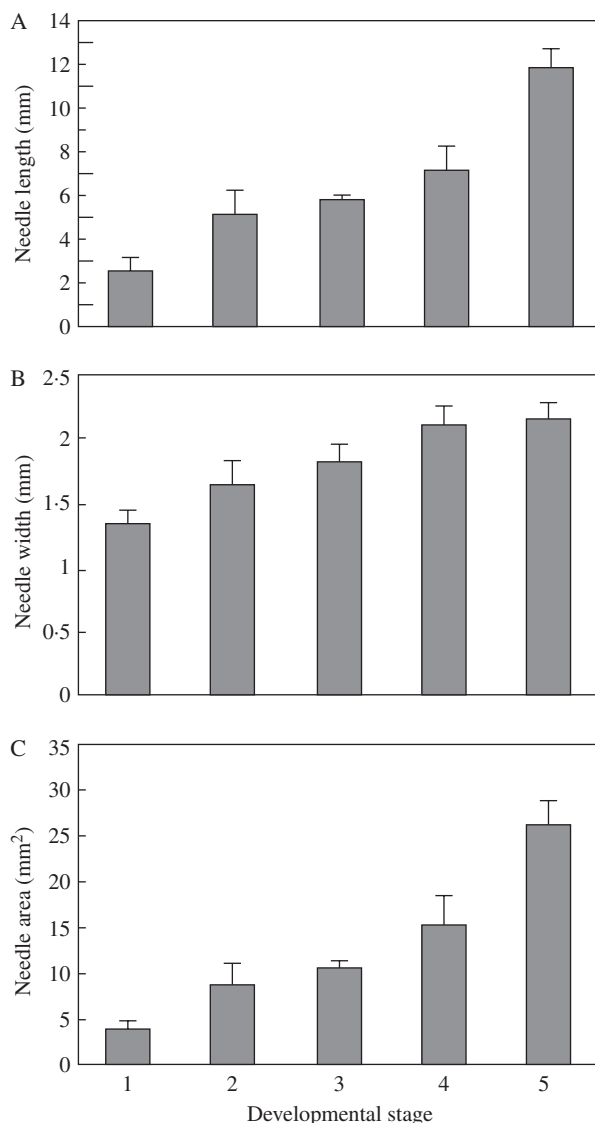 A
14
12
10
8
6
4
2
0
Needle length (mm)
B
2·5
2
1·5
1
0·5
0
Needle width (mm)
C
35
30
25
20
15
10
5
0
Needle area (mm²)
1 2 3 4 5
Developmental stage